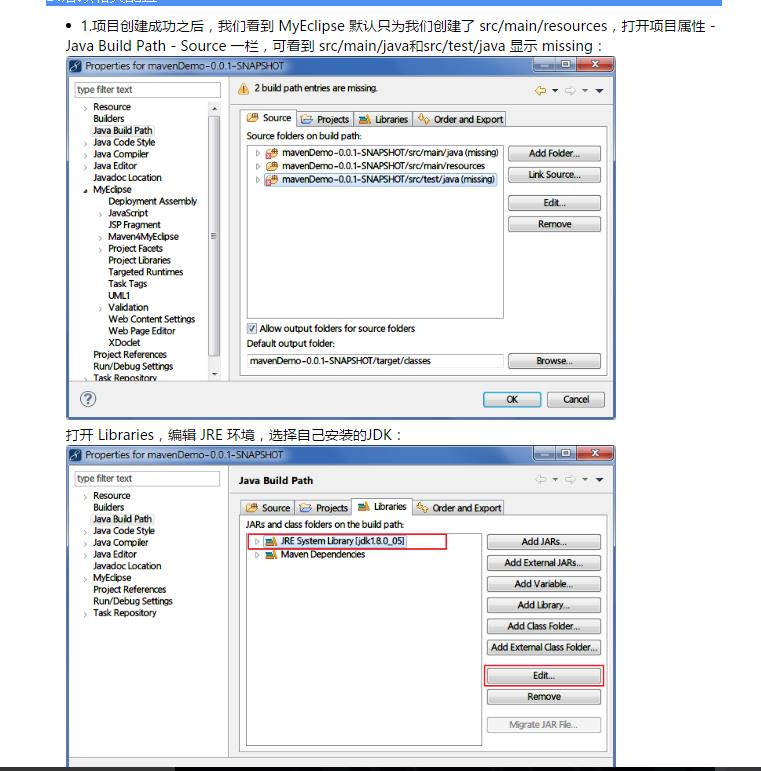 1.项目创建成功之后，我们看到 MyEclipse 默认只为我们创建了 src/main/resources，打开项目属性 -
Java Build Path - Source 一栏，可看到 src/main/java和src/test/java 显示 missing：
Properties for mavenDemo-0.0.1-SNAPSHOT
type filter text
2 build path entries are missing.
Resource
Builders
Java Build Path
Java Code Style
Java Compiler
Java Editor
Javadoc Location
MyEclipse
Deployment Assembly
JavaScript
JSP Fragment
Maven4MyEclipse
Project Facets
Project Libraries
Targeted Runtimes
Task Tags
UML1
Validation
Web Content Settings
Web Page Editor
XDoclet
Project References
Run/Debug Settings
Task Repository
Source Projects Libraries Order and Export
Source folders on build path:
mavenDemo-0.0.1-SNAPSHOT/src/main/java (missing)
mavenDemo-0.0.1-SNAPSHOT/src/main/resources
mavenDemo-0.0.1-SNAPSHOT/src/test/java (missing)
Add Folder...
Link Source...
Edit...
Remove
Allow output folders for source folders
Default output folder:
mavenDemo-0.0.1-SNAPSHOT/target/classes
Browse...
OK Cancel
打开 Libraries，编辑 JRE 环境，选择自己安装的JDK：
Properties for mavenDemo-0.0.1-SNAPSHOT
type filter text
Java Build Path
Resource
Builders
Java Build Path
Java Code Style
Java Compiler
Java Editor
Javadoc Location
MyEclipse
Project References
Run/Debug Settings
Task Repository
Source Projects Libraries Order and Export
JARs and class folders on the build path:
JRE System Library [jdk1.8.0_05]
Maven Dependencies
Add JARs...
Add External JARs...
Add Variable...
Add Library...
Add Class Folder...
Add External Class Folder...
Edit...
Remove
Migrate JAR File...